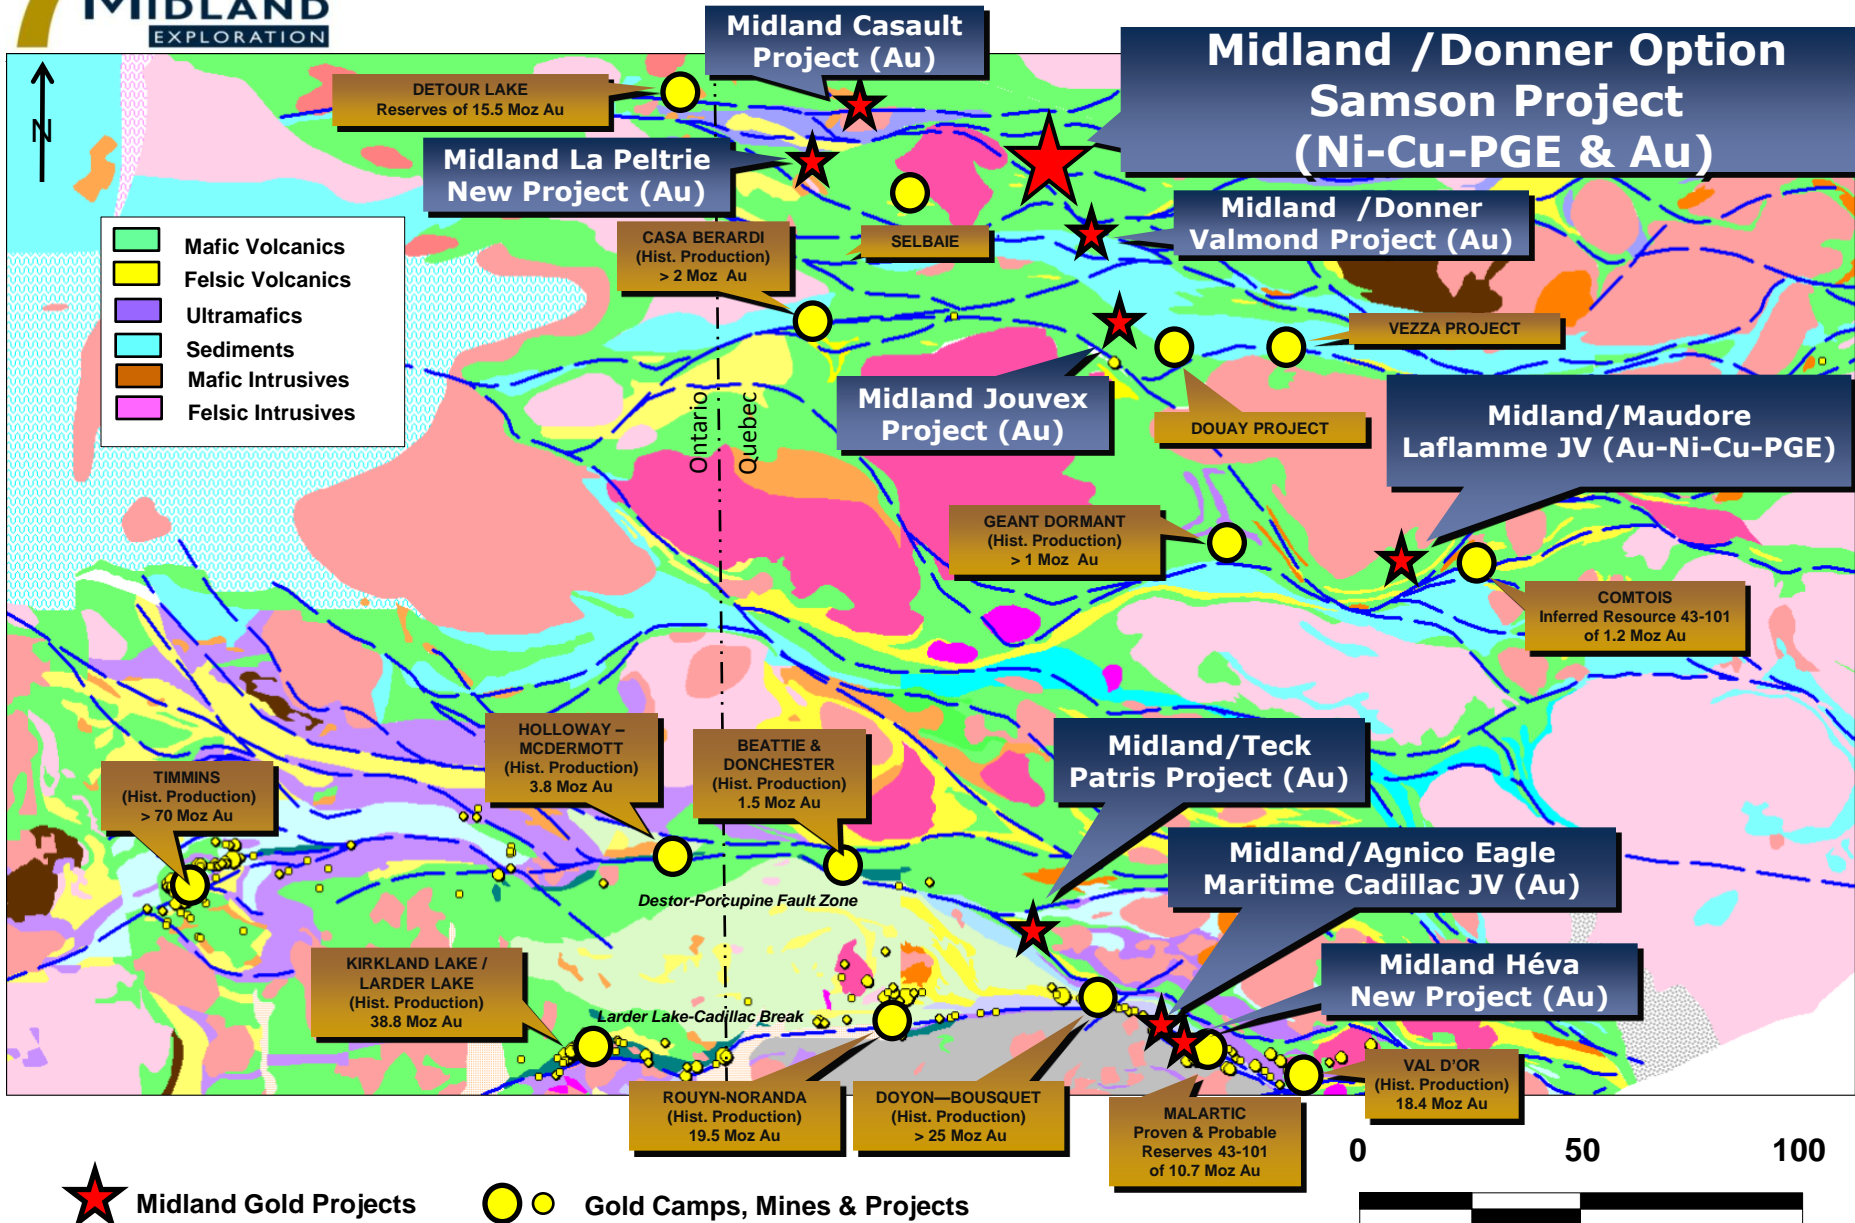 MIDLAND
EXPLORATION
Midland Casault
Project (Au)
Midland /Donner Option
Samson Project
(Ni-Cu-PGE & Au)
DETOUR LAKE
Reserves of 15.5 Moz Au
N
Midland La Peltrie
New Project (Au)
Midland /Donner
Valmond Project (Au)
CASA BERARDI
(Hist. Production)
> 2 Moz Au
SELBAIE
Mafic Volcanics
Felsic Volcanics
Ultramafics
Sediments
Mafic Intrusives
Felsic Intrusives
VEZZA PROJECT
Ontario
Quebec
Midland Jouvex
Project (Au)
DOUAY PROJECT
Midland/Maudore
Laflamme JV (Au-Ni-Cu-PGE)
GEANT DORMANT
(Hist. Production)
> 1 Moz Au
COMTOIS
Inferred Resource 43-101
of 1.2 Moz Au
HOLLOWAY –
MCDERMOTT
(Hist. Production)
3.8 Moz Au
BEATTIE &
DONCHESTER
(Hist. Production)
1.5 Moz Au
Midland/Teck
Patris Project (Au)
TIMMINS
(Hist. Production)
> 70 Moz Au
Midland/Agnico Eagle
Maritime Cadillac JV (Au)
Destor-Porcupine Fault Zone
KIRKLAND LAKE /
LARDER LAKE
(Hist. Production)
38.8 Moz Au
Larder Lake-Cadillac Break
Midland Héva
New Project (Au)
ROUYN-NORANDA
(Hist. Production)
19.5 Moz Au
DOYON—BOUSQUET
(Hist. Production)
> 25 Moz Au
MALARTIC
Proven & Probable
Reserves 43-101
of 10.7 Moz Au
VAL D'OR
(Hist. Production)
18.4 Moz Au
0 50 100
Midland Gold Projects
Gold Camps, Mines & Projects